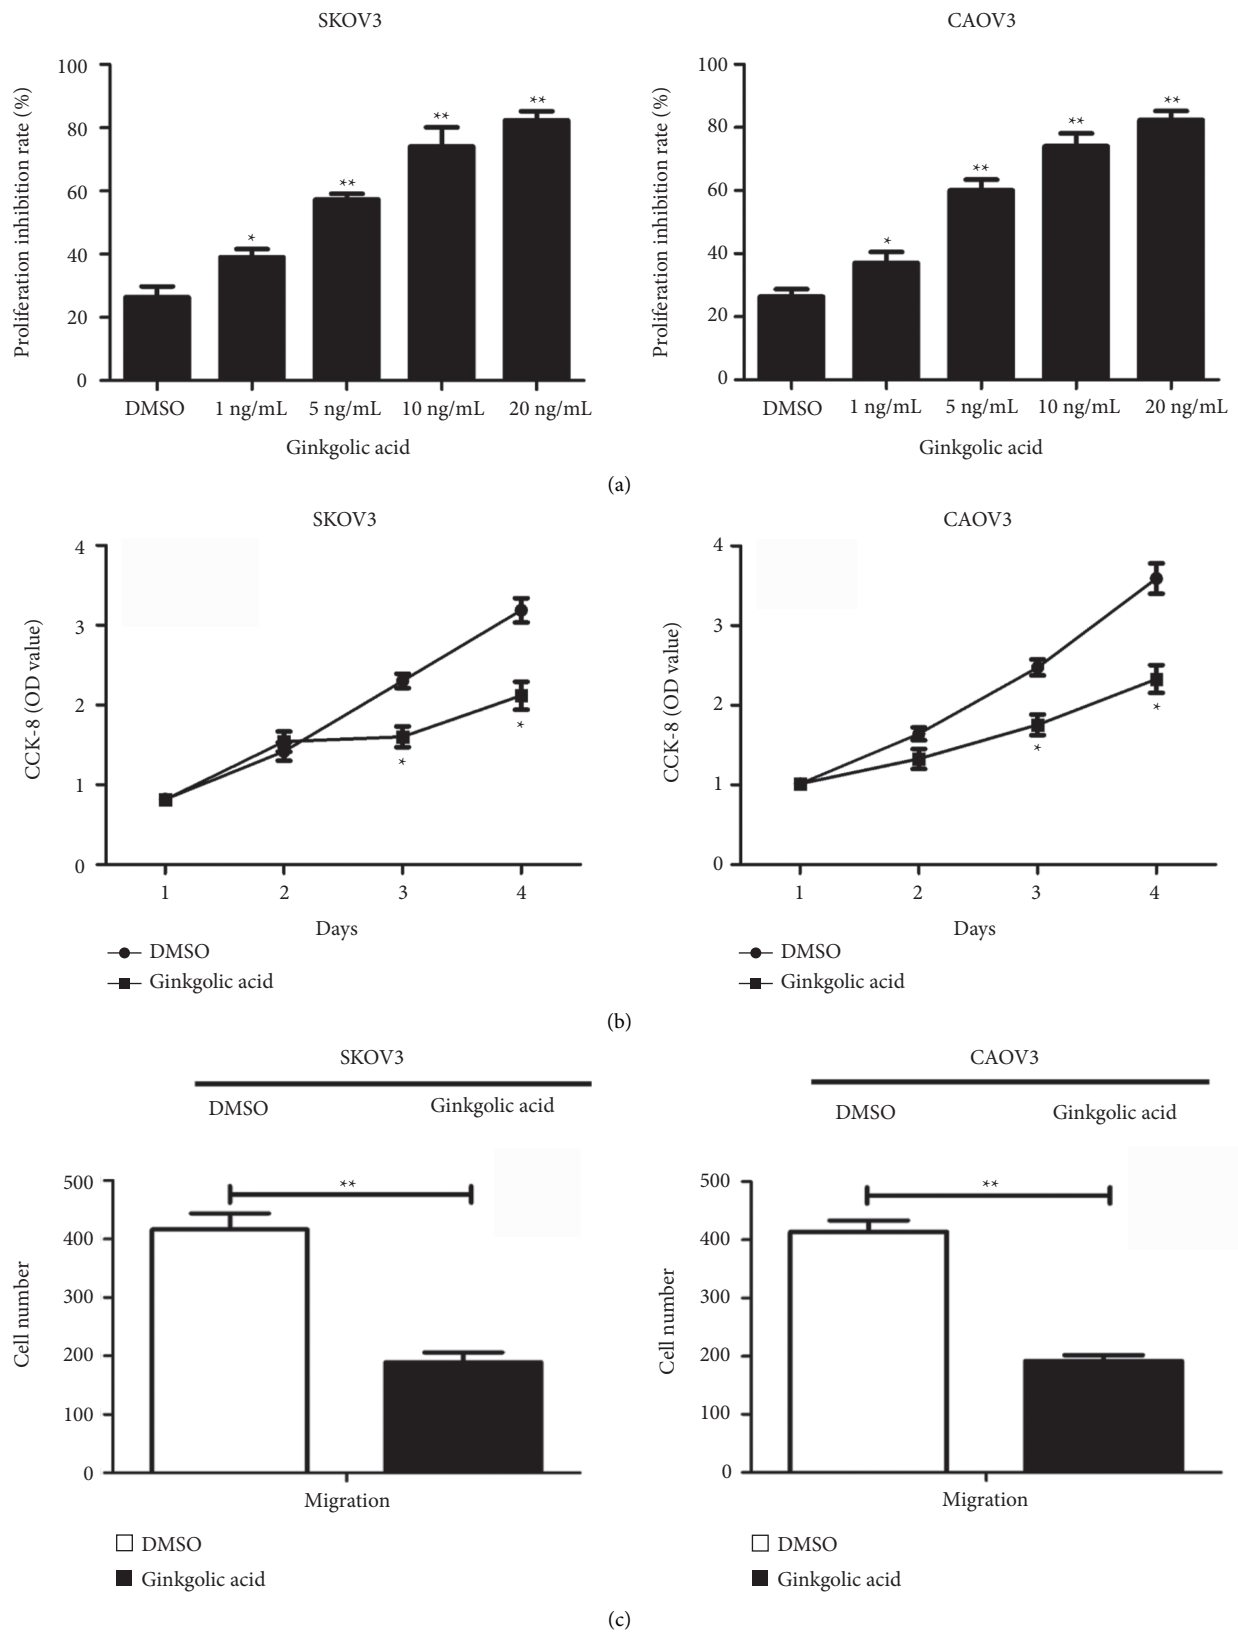 SKOV3
Proliferation inhibition rate (%)
100
80
60
40
20
0
*
**
**
**
DMSO 1 ng/mL 5 ng/mL 10 ng/mL 20 ng/mL
Ginkgolic acid
CAOV3
Proliferation inhibition rate (%)
100
80
60
40
20
0
*
**
**
**
DMSO 1 ng/mL 5 ng/mL 10 ng/mL 20 ng/mL
Ginkgolic acid
(a)
SKOV3
CCK-8 (OD value)
4
3
2
1
0
*
*
1 2 3 4
Days
DMSO
Ginkgolic acid
CAOV3
CCK-8 (OD value)
4
3
2
1
0
*
*
1 2 3 4
Days
DMSO
Ginkgolic acid
(b)
SKOV3
DMSO Ginkgolic acid
Cell number
500
400
300
200
100
0
**
Migration
DMSO
Ginkgolic acid
CAOV3
DMSO Ginkgolic acid
Cell number
500
400
300
200
100
0
**
Migration
DMSO
Ginkgolic acid
(c)